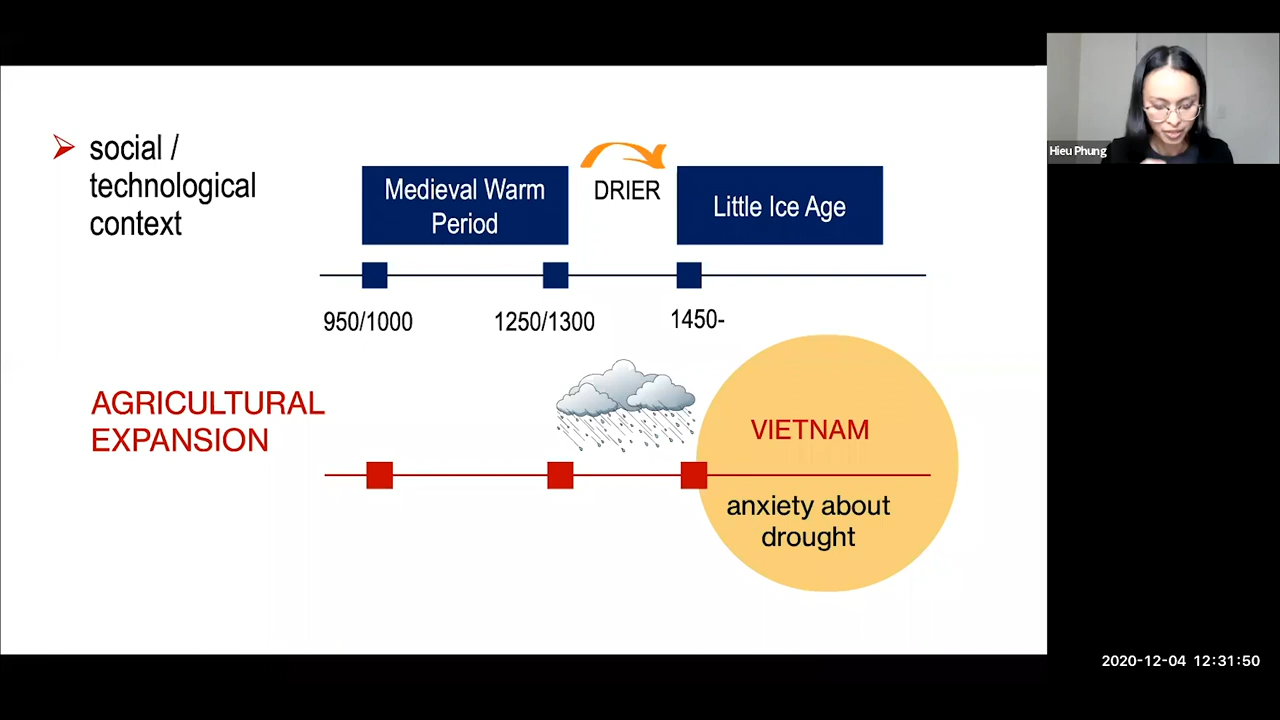 social /
technological
context
Medieval Warm
Period
DRIER
Little Ice Age
950/1000
1250/1300
1450-
AGRICULTURAL
EXPANSION
VIETNAM
anxiety about
drought
Hieu Phung
2020-12-04 12:31:50